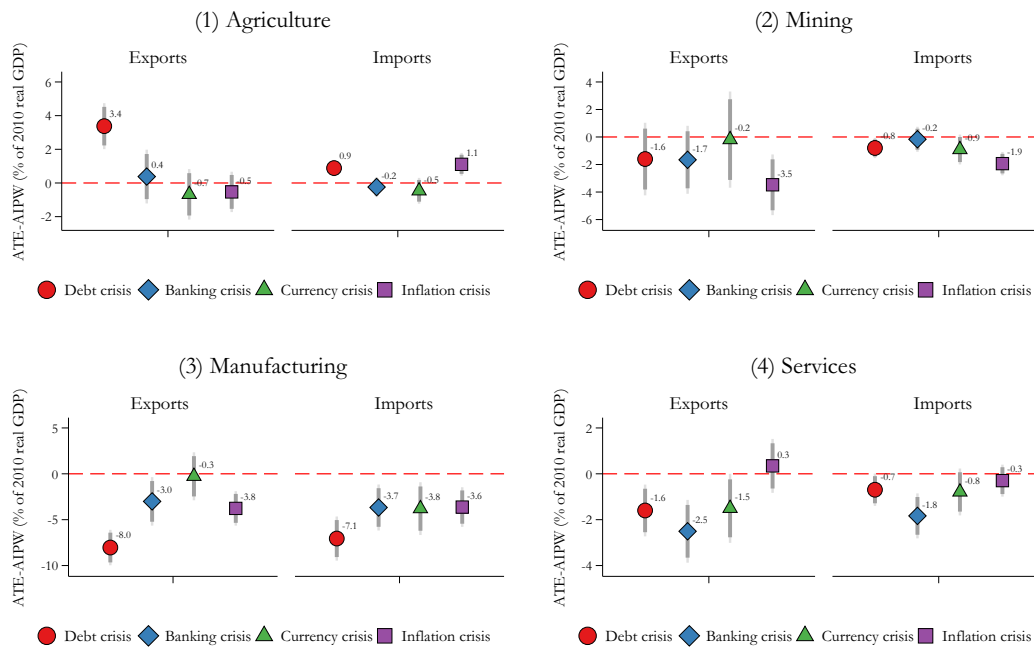 (1) Agriculture
Exports
Imports
ATE-AIPW (% of 2010 real GDP)
6
4
2
0
-2
3.4
0.4
-0.7
-0.5
0.9
-0.2
-0.5
1.1
Debt crisis
Banking crisis
Currency crisis
Inflation crisis
(2) Mining
Exports
Imports
ATE-AIPW (% of 2010 real GDP)
4
2
0
-2
-4
-6
-1.6
-1.7
-0.2
-3.5
-0.8
-0.2
-0.9
-1.9
Debt crisis
Banking crisis
Currency crisis
Inflation crisis
(3) Manufacturing
Exports
Imports
ATE-AIPW (% of 2010 real GDP)
5
0
-5
-10
-8.0
-3.0
-0.3
-3.8
-7.1
-3.7
-3.8
-3.6
Debt crisis
Banking crisis
Currency crisis
Inflation crisis
(4) Services
Exports
Imports
ATE-AIPW (% of 2010 real GDP)
2
0
-2
-4
-1.6
-2.5
-1.5
0.3
-0.7
-1.8
-0.8
-0.3
Debt crisis
Banking crisis
Currency crisis
Inflation crisis